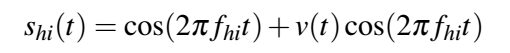 s_{hi}(t) = cos(2πf_{hi}t) + v(t) cos(2πf_{hi}t)